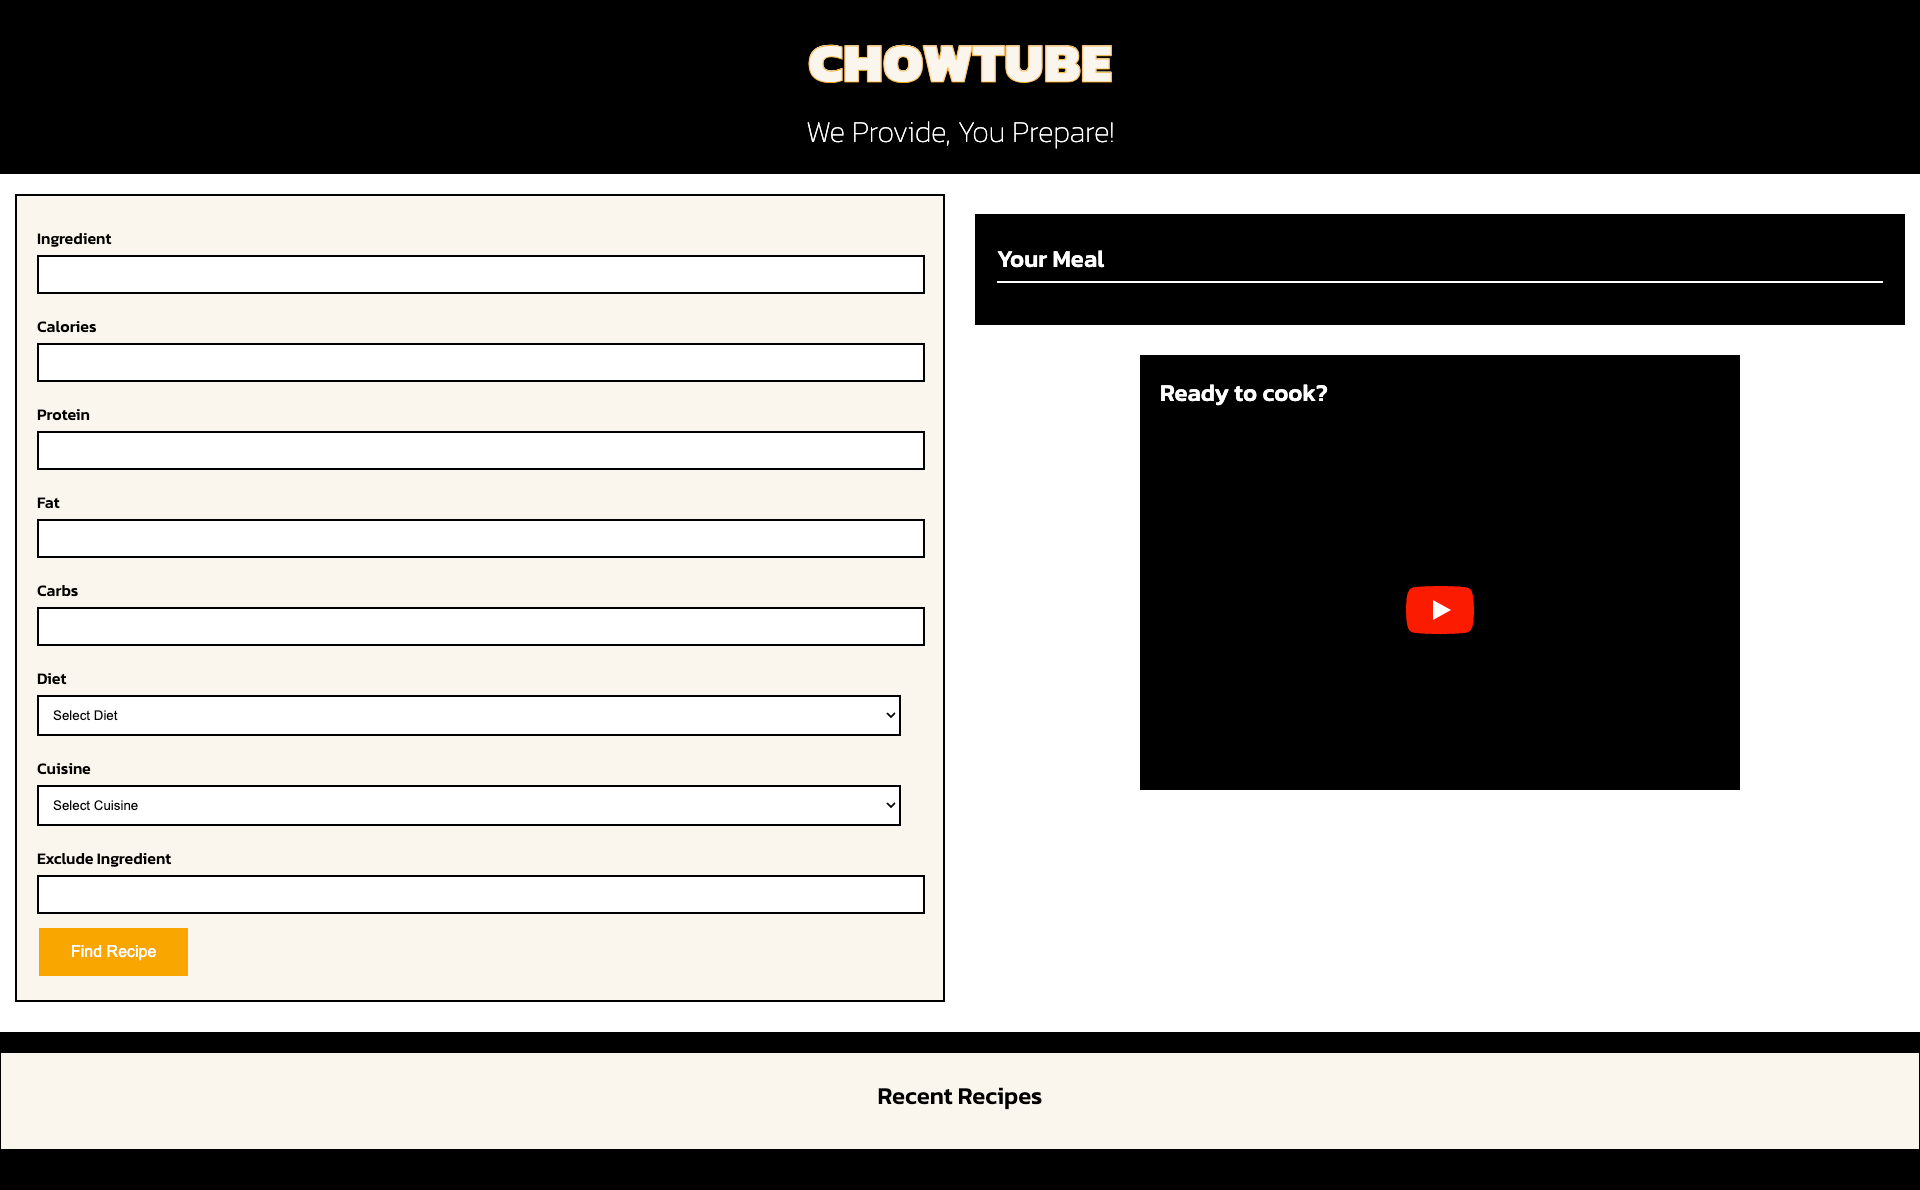 CHOWTUBE
We Provide, You Prepare!
Ingredient
Calories
Protein
Fat
Carbs
Diet
Select Diet
Cuisine
Select Cuisine
Exclude Ingredient
Find Recipe
Your Meal
Ready to cook?
Recent Recipes